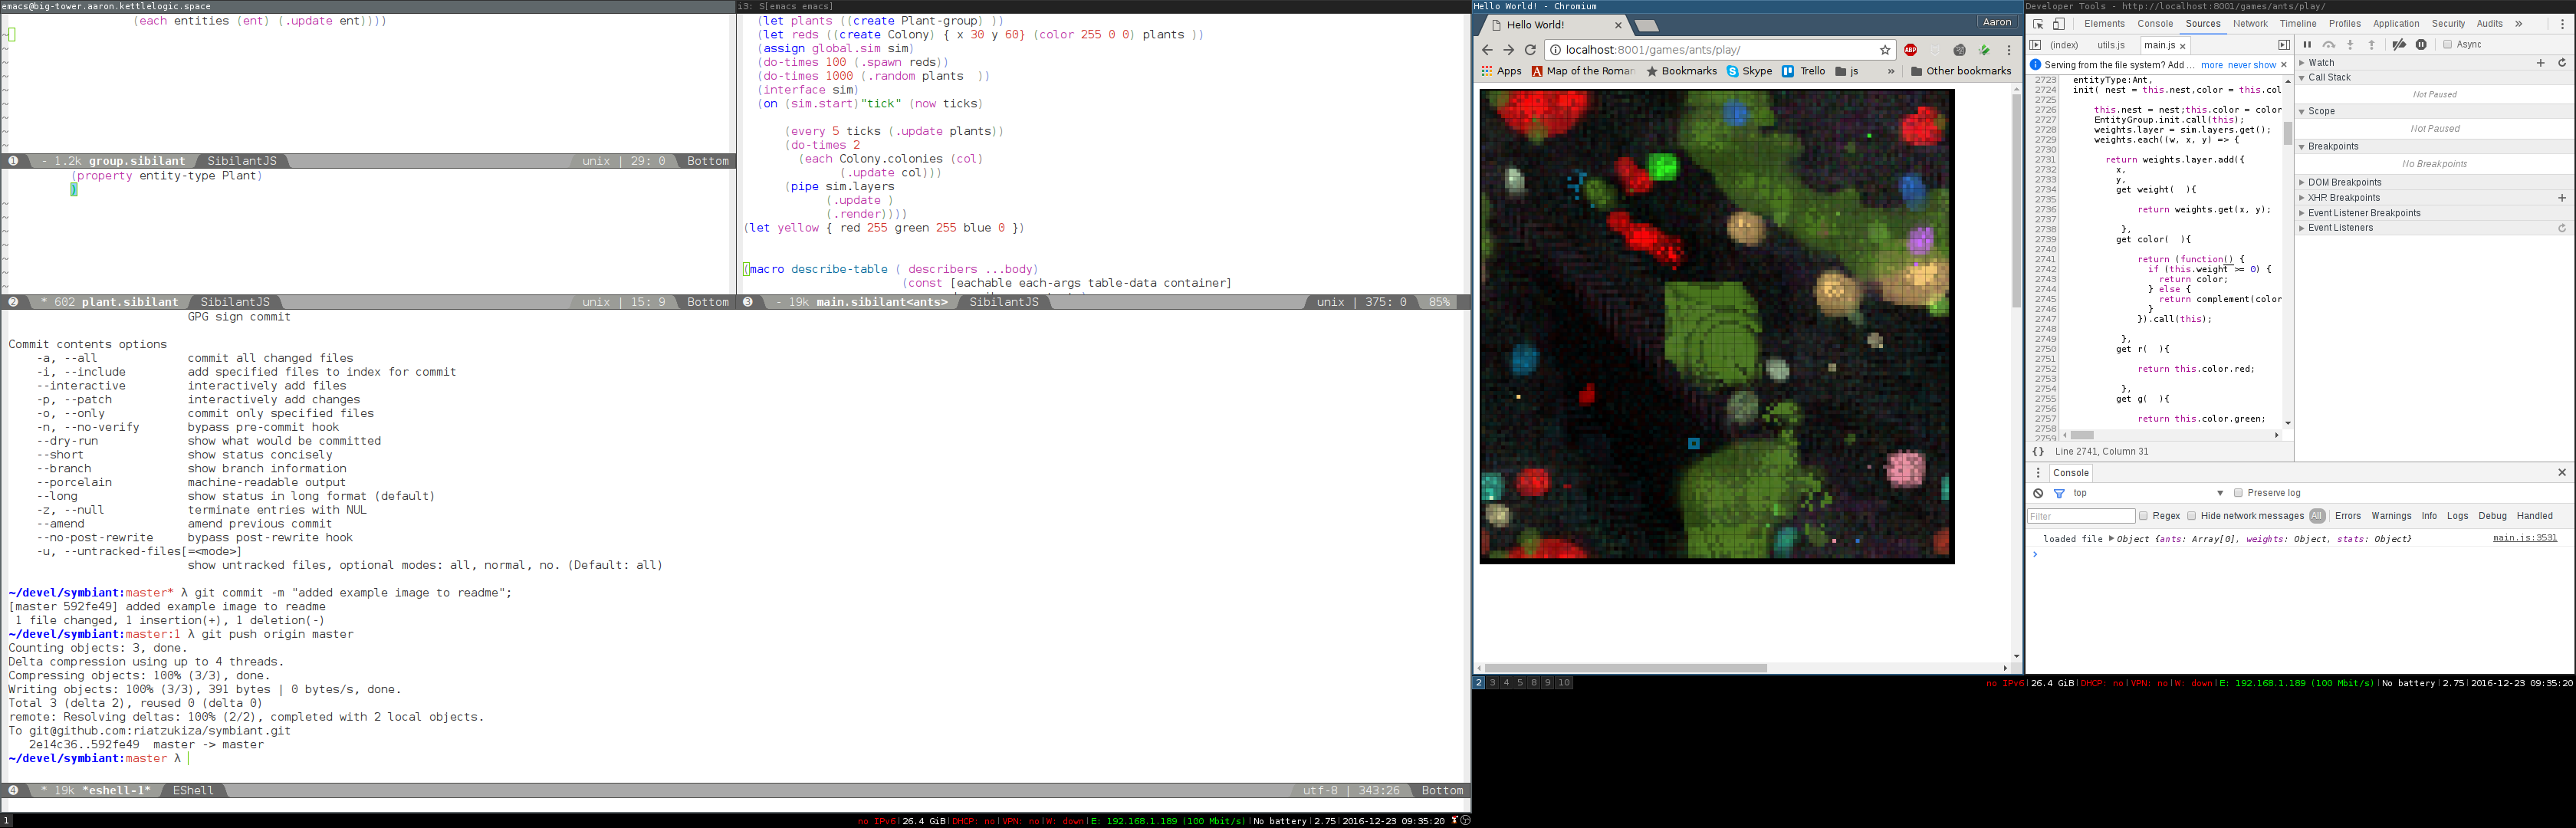 emacs@big-tower.aaron.kettlelogic.space
(each entities (ent) (.update ent))))
~
~
~
~
~
~
~
~
~
1 - 1.2k group.sibilant SibilantJS unix | 29: 0 Bottom
(property entity-type Plant)
)
~
~
~
~
~
~
~
2 * 602 plant.sibilant SibilantJS unix | 15: 9 Bottom
i3: S[emacs emacs]
(let plants ((create Plant-group) ))
(let reds ((create Colony) { x 30 y 60} (color 255 0 0) plants ))
(assign global.sim sim)
(do-times 100 (.spawn reds))
(do-times 1000 (.random plants  ))
(interface sim)
(on (sim.start)"tick" (now ticks)
(every 5 ticks (.update plants))
(do-times 2
(each Colony.colonies (col)
(.update col)))
(pipe sim.layers
(.update )
(.render))))
(let yellow { red 255 green 255 blue 0 })
(macro describe-table ( describers ...body)
(const [eachable each-args table-data container]
3 - 19k main.sibilant<ants> SibilantJS unix | 375: 0 85%
GPG sign commit
Commit contents options
-a, --all commit all changed files
-i, --include add specified files to index for commit
--interactive interactively add files
-p, --patch interactively add changes
-o, --only commit only specified files
-n, --no-verify bypass pre-commit hook
--dry-run show what would be committed
--short show status concisely
--branch show branch information
--porcelain machine-readable output
--long show status in long format (default)
-z, --null terminate entries with NUL
--amend amend previous commit
--no-post-rewrite bypass post-rewrite hook
-u, --untracked-files[=<mode>]
show untracked files, optional modes: all, normal, no. (Default: all)
~/devel/symbiant:master* λ git commit -m "added example image to readme";
[master 592fe49] added example image to readme
1 file changed, 1 insertion(+), 1 deletion(-)
~/devel/symbiant:master:1 λ git push origin master
Counting objects: 3, done.
Delta compression using up to 4 threads.
Compressing objects: 100% (3/3), done.
Writing objects: 100% (3/3), 391 bytes | 0 bytes/s, done.
Total 3 (delta 2), reused 0 (delta 0)
remote: Resolving deltas: 100% (2/2), completed with 2 local objects.
To git@github.com:riatzukiza/symbiant.git
2e14c36..592fe49  master -> master
~/devel/symbiant:master λ
4 * 19k *eshell-1* EShell utf-8 | 343:26 Bottom
1 no IPv6|26.4 GiB|DHCP: no|VPN: no|W: down|E: 192.168.1.189 (100 Mbit/s)|No battery|2.75|2016-12-23 09:35:20
Hello World! - Chromium
Hello World! × Aaron
localhost:8001/games/ants/play/ ABP
Apps Map of the Roman Bookmarks Skype Trello js » Other bookmarks
2 3 4 5 8 9 10 no IPv6|26.4 GiB|DHCP: no|VPN: no|W: down|E: 192.168.1.189 (100 Mbit/s)|No battery|2.75|2016-12-23 09:35:20
Developer Tools - http://localhost:8001/games/ants/play/
Elements Console Sources Network Timeline Profiles Application Security Audits »
(index) utils.js main.js ×
Serving from the file system? Add ... more never show ×
2723 entityType:Ant,
2724 init( nest = this.nest,color = this.col
2725
2726 this.nest = nest;this.color = color
2727 EntityGroup.init.call(this);
2728 weights.layer = sim.layers.get();
2729 weights.each((w, x, y) => {
2730
2731 return weights.layer.add({
2732 x,
2733 y,
2734 get weight(  ){
2735
2736 return weights.get(x, y);
2737
2738 },
2739 get color(  ){
2740
2741 return (function() {
2742 if (this.weight >= 0) {
2743 return color;
2744 } else {
2745 return complement(color
2746 }
2747 }).call(this);
2748
2749 },
2750 get r(  ){
2751
2752 return this.color.red;
2753
2754 },
2755 get g(  ){
2756
2757 return this.color.green;
2758
2759
{} Line 2741, Column 31
Async
Watch
Call Stack
Not Paused
Scope
Not Paused
Breakpoints
No Breakpoints
DOM Breakpoints
XHR Breakpoints
Event Listener Breakpoints
Event Listeners
Console
top Preserve log
Filter Regex Hide network messages All Errors Warnings Info Logs Debug Handled
loaded file Object {ants: Array[0], weights: Object, stats: Object} main.js:3531